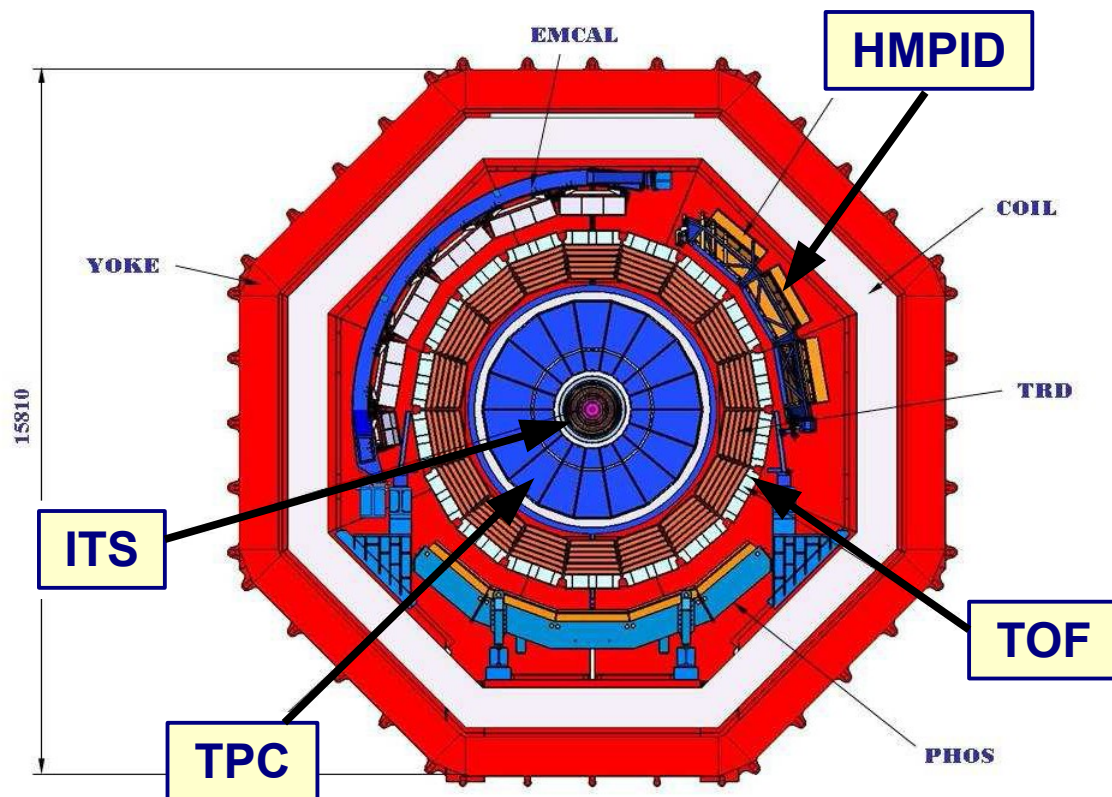 EMCAL
HMPID
COIL
YOKE
15810
TRD
ITS
TOF
TPC
PHOS